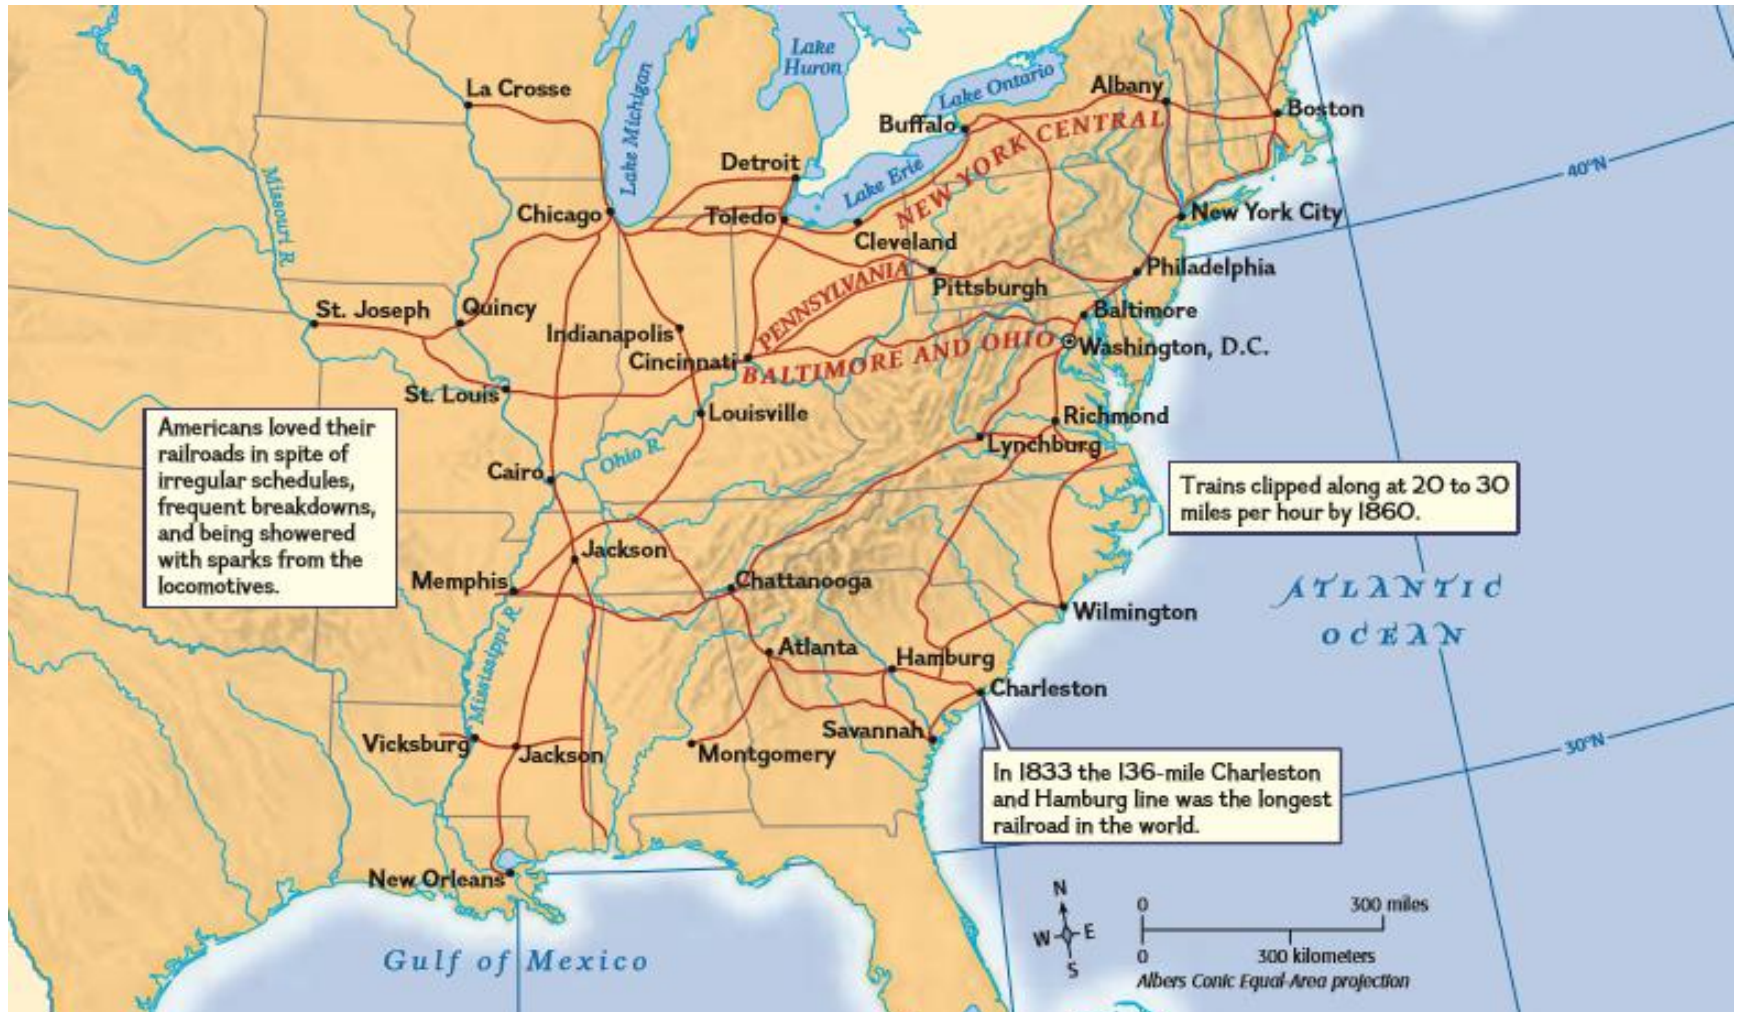 Lake
Huron
La Crosse
Lake Michigan
Lake Ontario
Albany
Boston
Buffalo
NEW YORK CENTRAL
Detroit
Lake Erie
40°N
Missouri R.
Chicago
Toledo
New York City
Cleveland
PENNSYLVANIA
Philadelphia
Pittsburgh
St. Joseph
Quincy
Baltimore
Indianapolis
Cincinnati
BALTIMORE AND OHIO
Washington, D.C.
St. Louis
Louisville
Richmond
Lynchburg
Americans loved their
railroads in spite of
irregular schedules,
frequent breakdowns,
and being showered
with sparks from the
locomotives.
Ohio R.
Cairo
Trains clipped along at 20 to 30
miles per hour by 1860.
Jackson
Memphis
Chattanooga
ATLANTIC
OCEAN
Wilmington
Mississippi R.
Atlanta
Hamburg
Charleston
Savannah
Vicksburg
Jackson
Montgomery
30°N
In 1833 the 136-mile Charleston
and Hamburg line was the longest
railroad in the world.
New Orleans
Gulf of Mexico
N
W E
S
0 300 miles
0 300 kilometers
Albers Conic Equal-Area projection